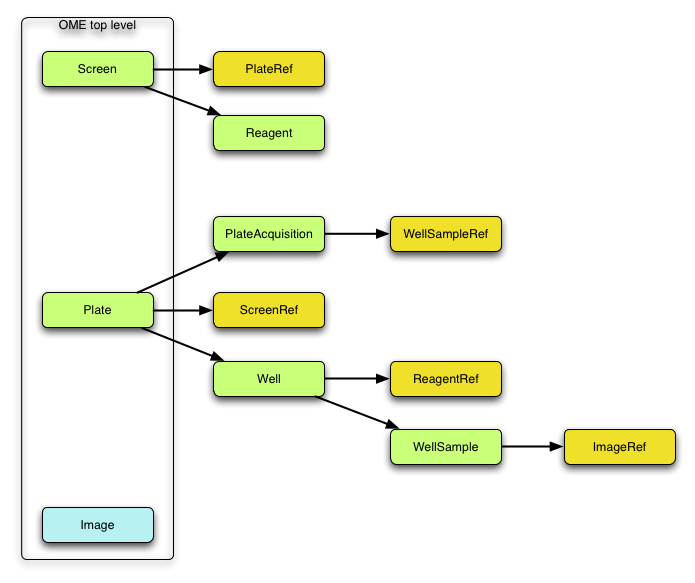 OME top level
Screen
PlateRef
Reagent
PlateAcquisition
WellSampleRef
Plate
ScreenRef
Well
ReagentRef
WellSample
ImageRef
Image